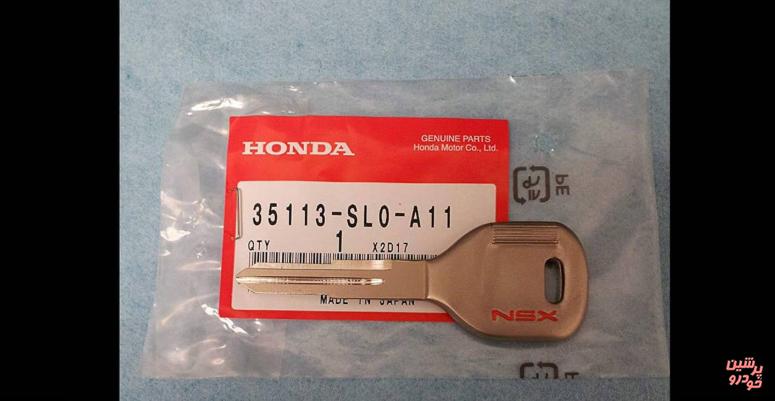 GENUINE PARTS
HONDA
Honda Motor Co., Ltd.
35113-SL0-A11
QTY 1 X2D17
MADE IN JAPAN
NSX
پرشین
خودرو